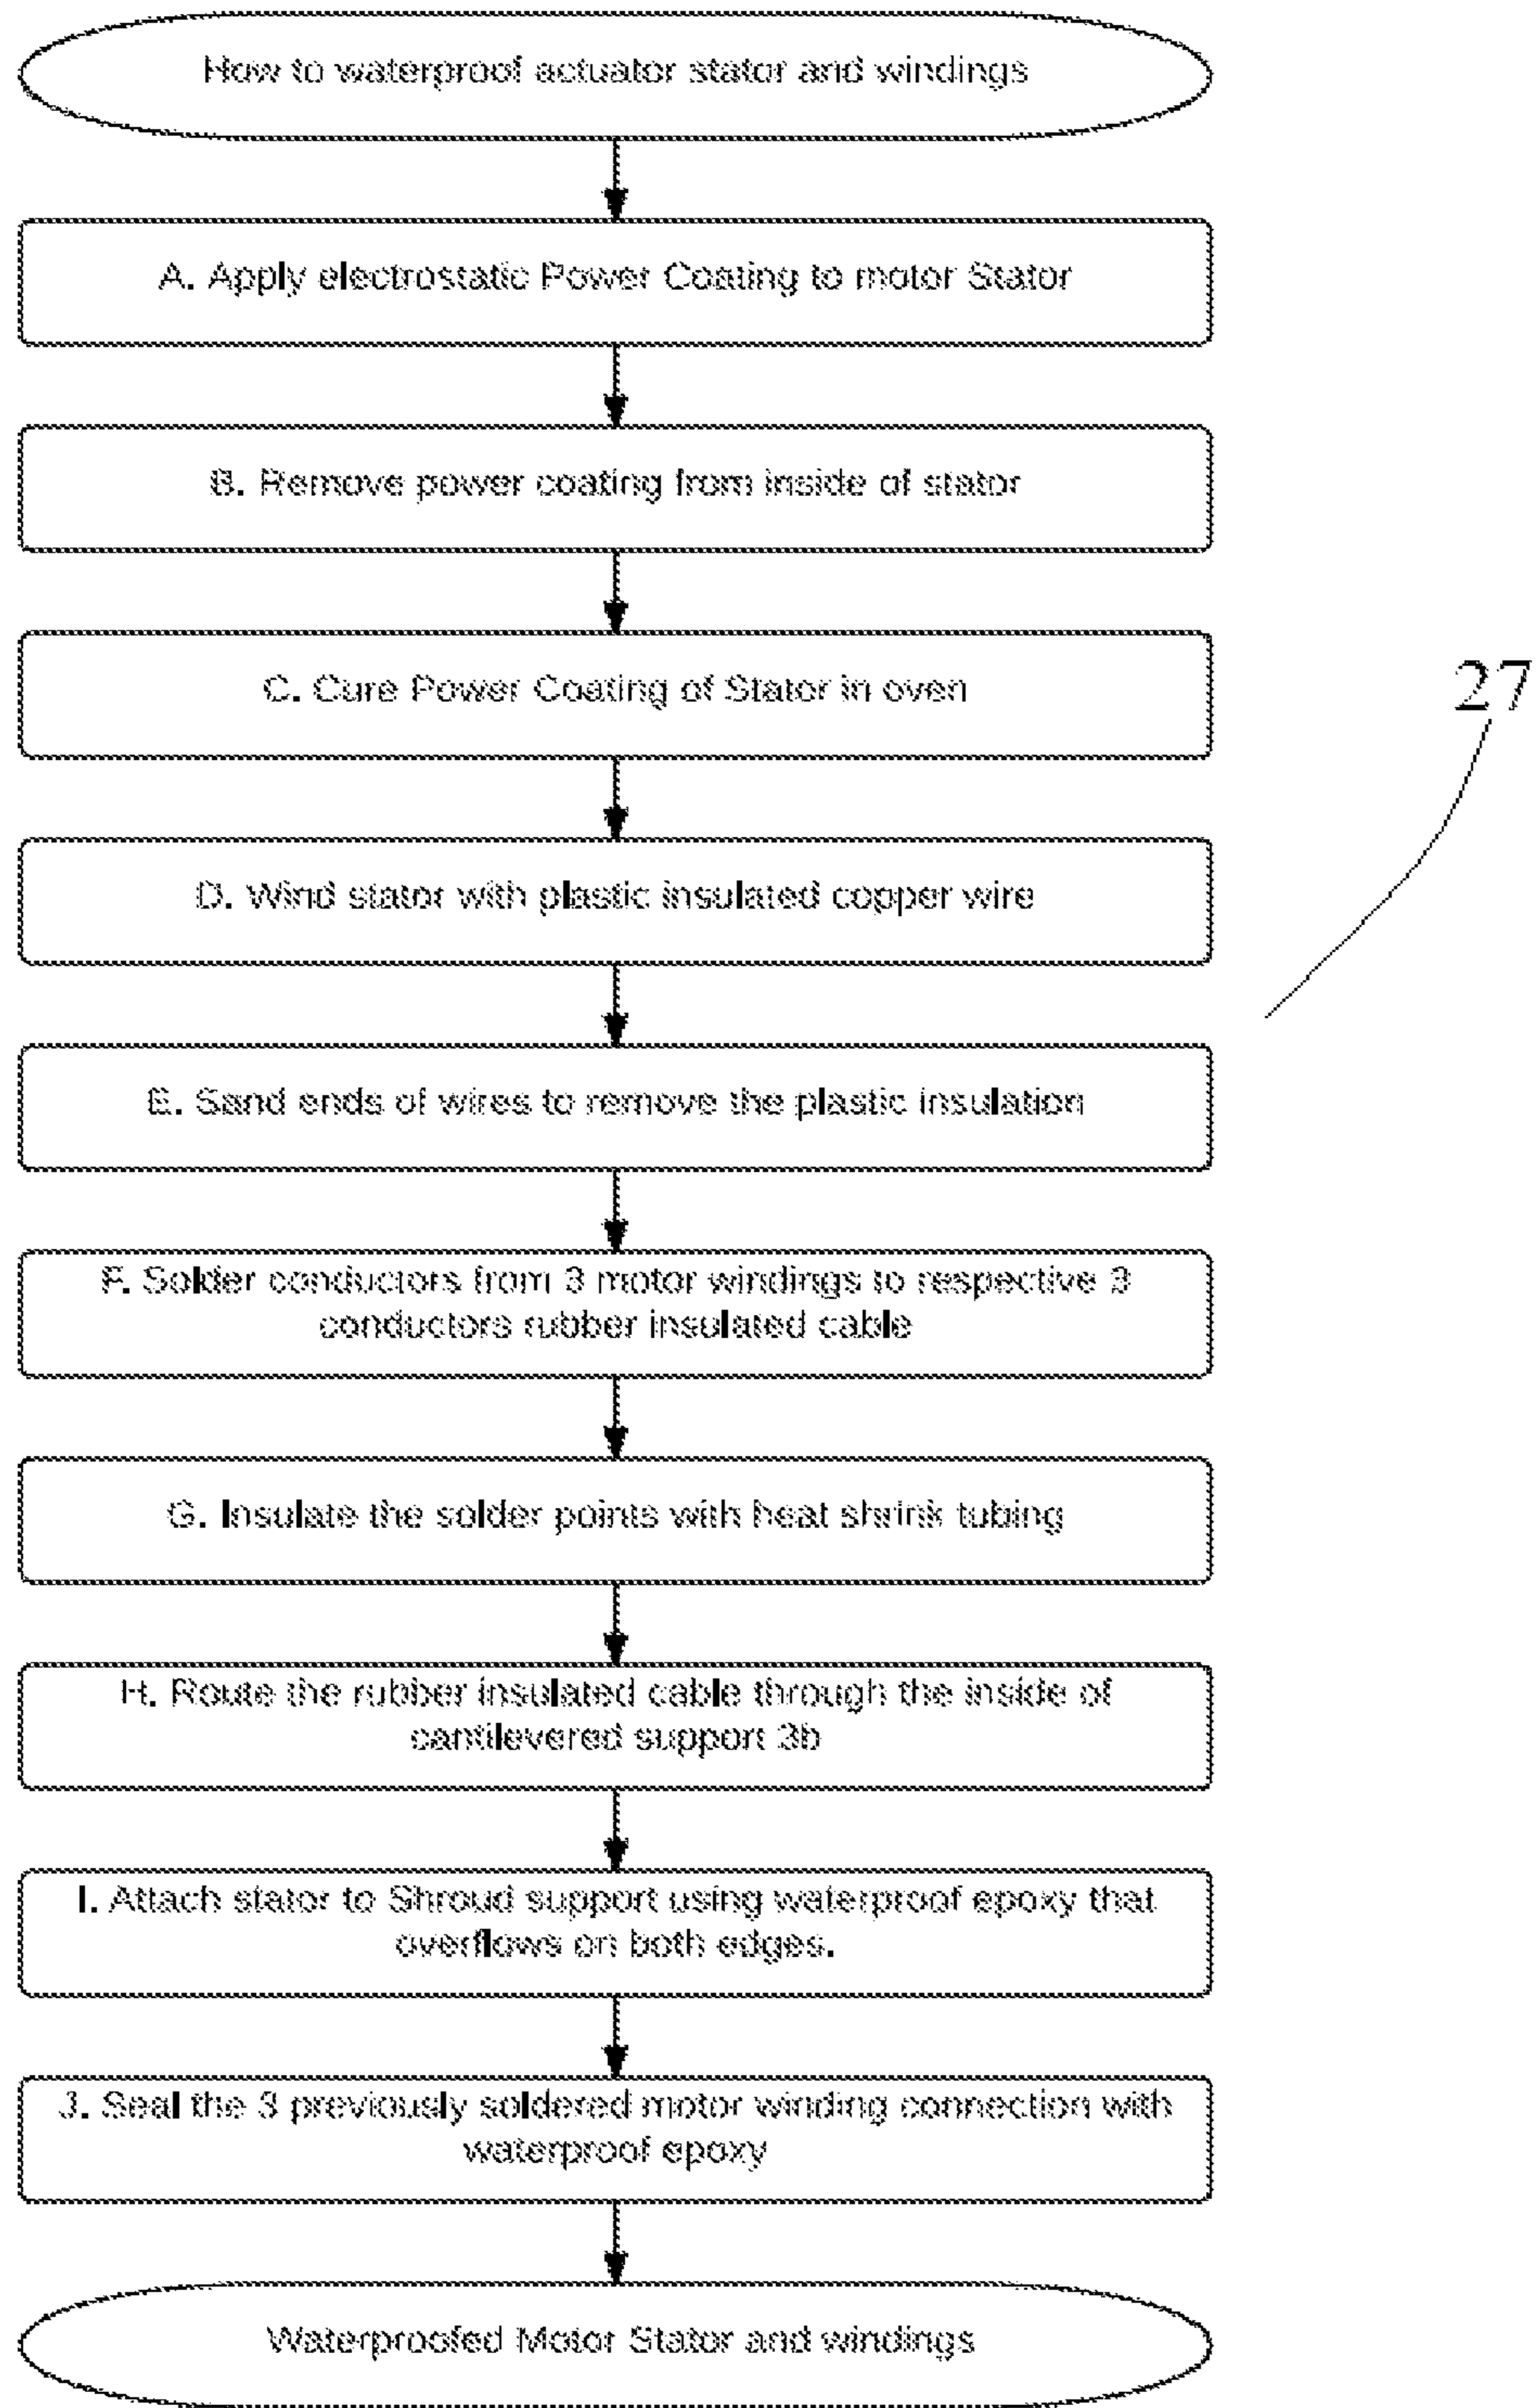 How to waterproof actuator stator and windings
A. Apply electrostatic Power Coating to motor Stator
B. Remove power coating from inside of stator
C. Cure Power Coating of Stator in oven
27
D. Wind stator with plastic insulated copper wire
E. Sand ends of wires to remove the plastic insulation
F. Solder conductors from 3 motor windings to respective 3
conductors rubber insulated cable
G. Insulate the solder points with heat shrink tubing
H. Route the rubber insulated cable through the inside of
cantilevered support 3b
I. Attach stator to Shroud support using waterproof epoxy that
overflows on both edges.
J. Seal the 3 previously soldered motor winding connection with
waterproof epoxy
Waterproofed Motor Stator and windings